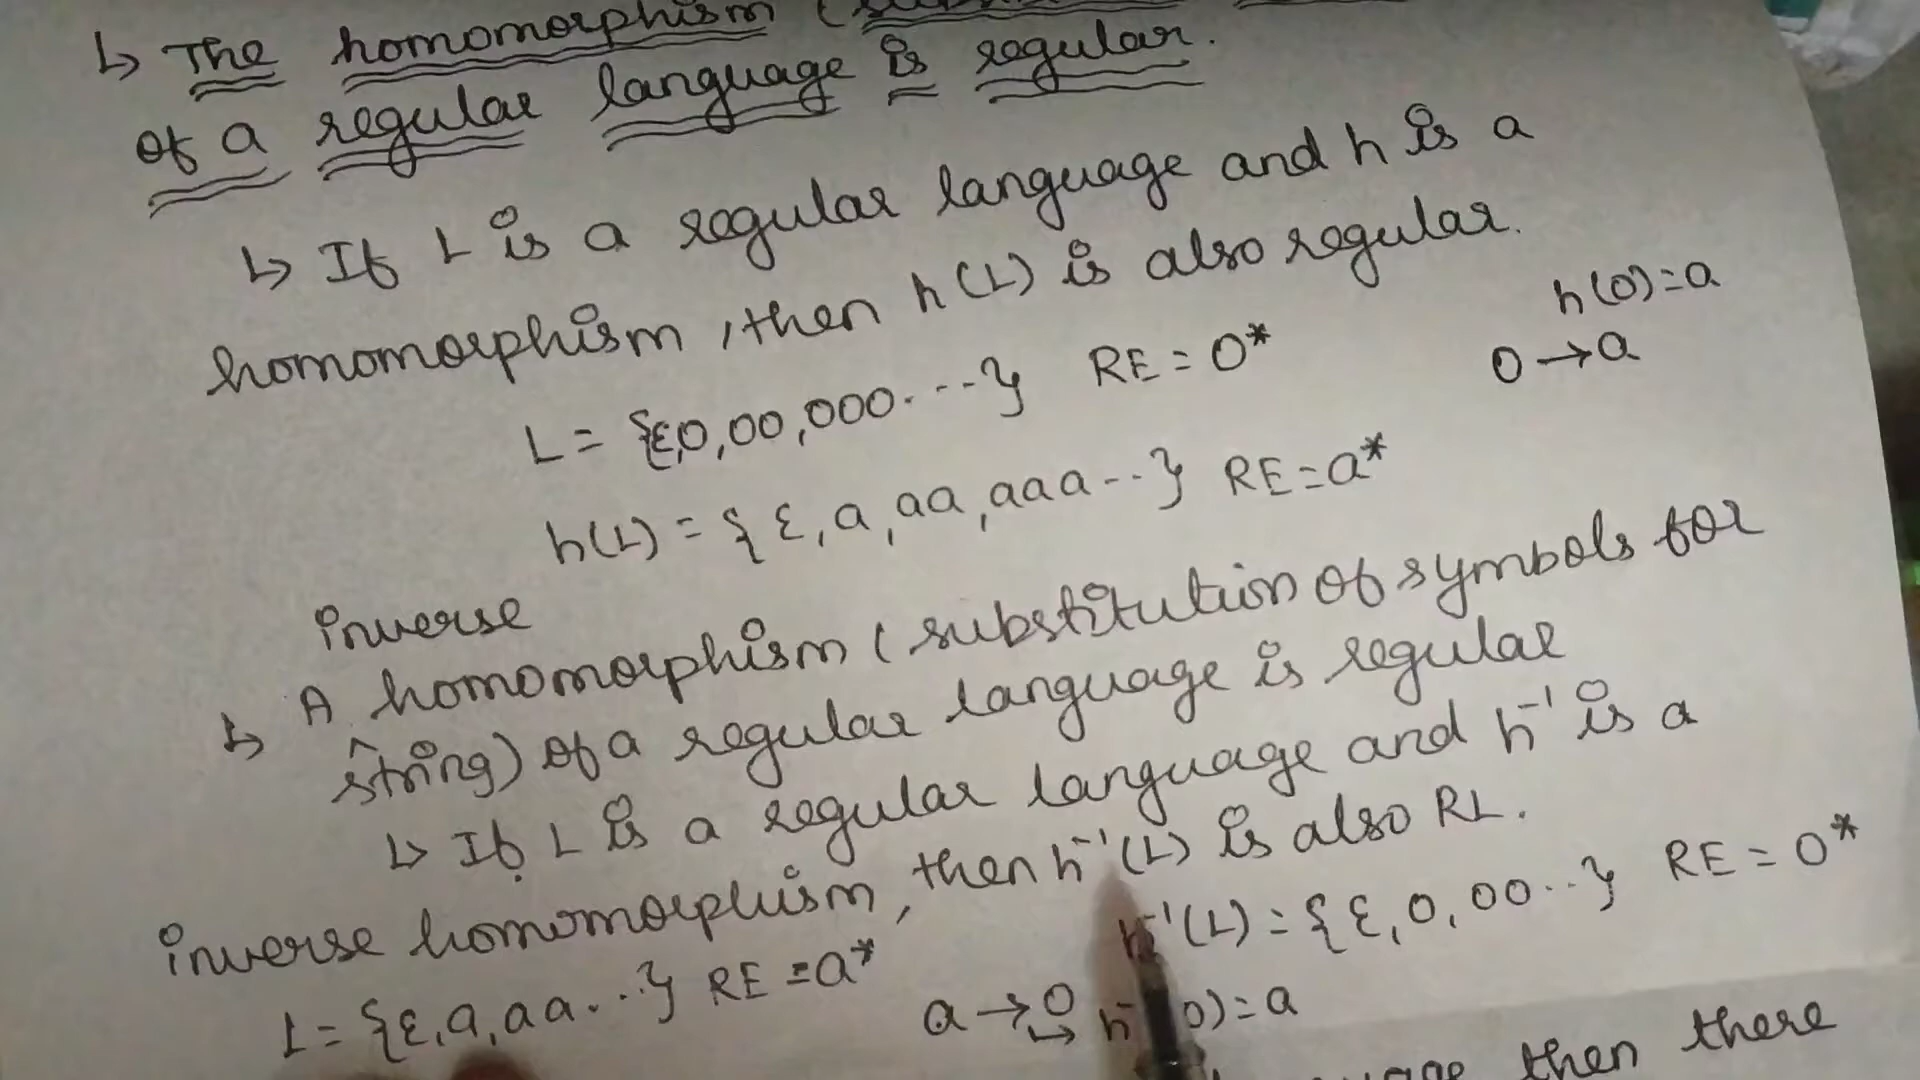 ↳ The homomorphism (
of a regular language is regular.
↳ If L is a regular language and h is a
homomorphism, then h(L) is also regular.
h(0)=a
L = {ε,0,00,000....} RE = 0*
0→a
h(L) = {ε, a, aa, aaa...} RE=a*
inverse
↳ A homomorphism (substitution of symbols for
string) of a regular language is regular
↳ If L is a regular language and h⁻¹ is a
inverse homomorphism, then h⁻¹(L) is also RL.
L = {ε,a,aa...} RE = a*
h⁻¹(L) = {ε,0,00...} RE = 0*
a→0
0)=a
then there